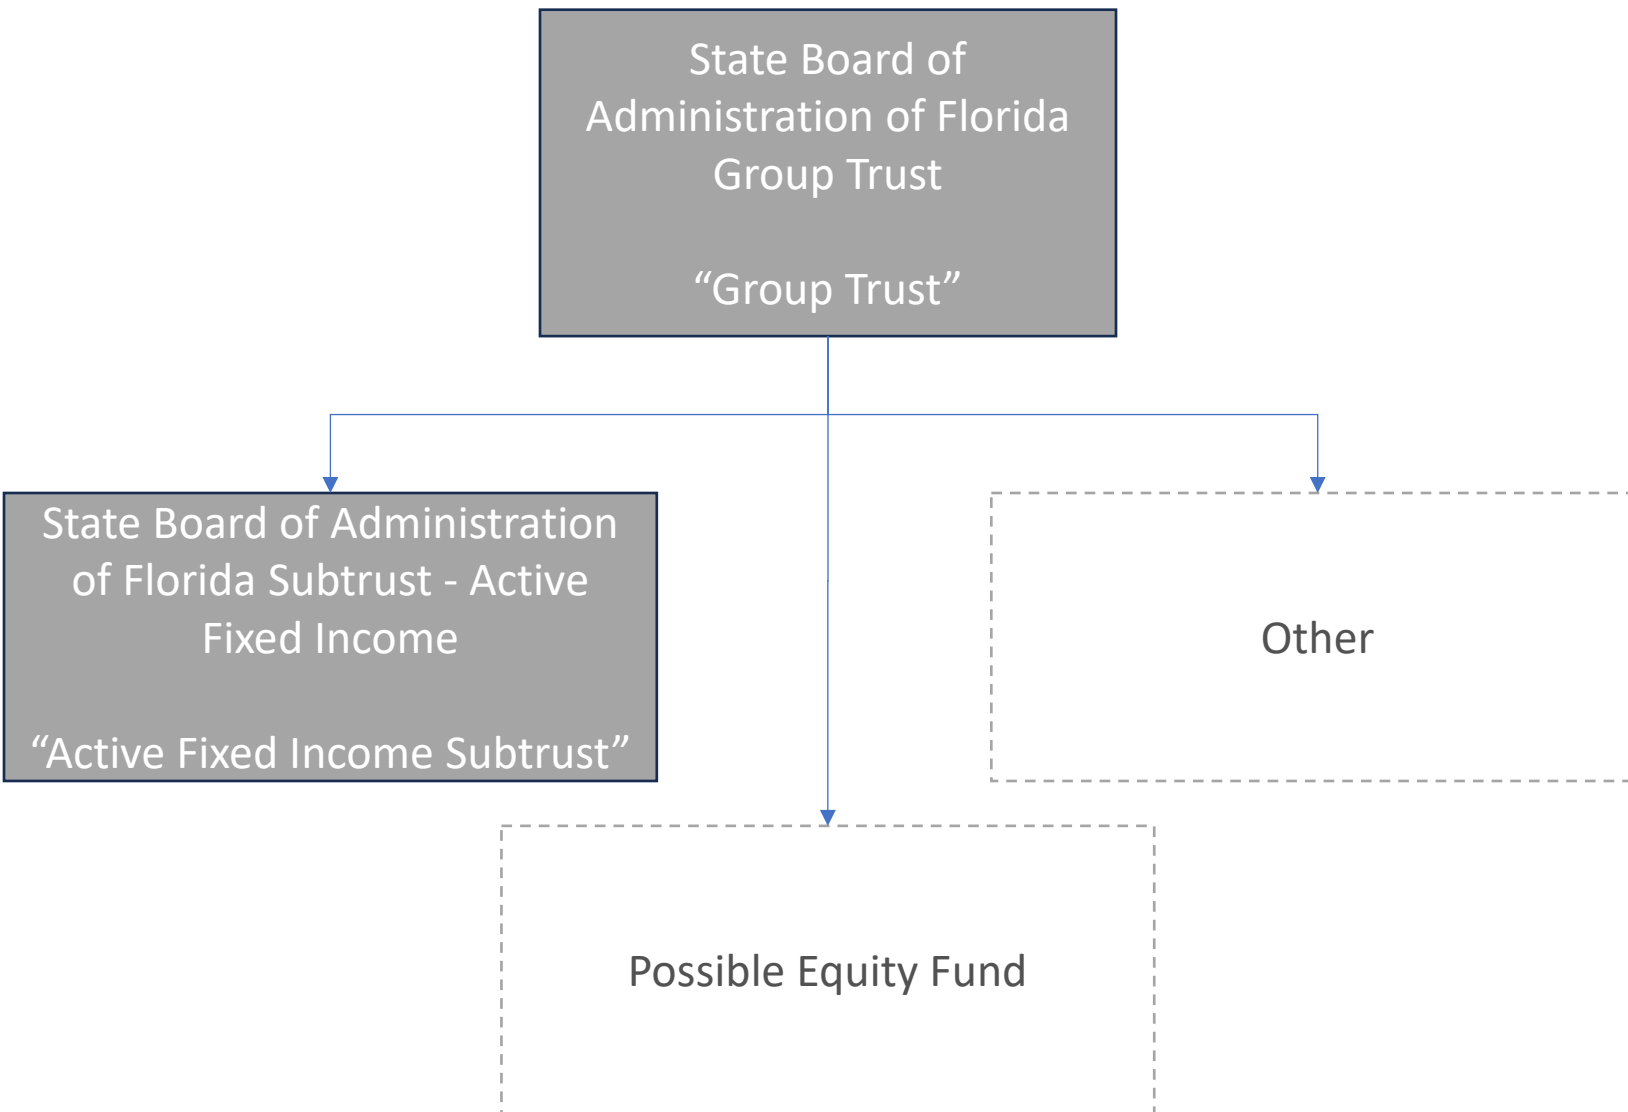 State Board of
Administration of Florida
Group Trust
“Group Trust”
State Board of Administration
of Florida Subtrust - Active
Fixed Income
“Active Fixed Income Subtrust”
Other
Possible Equity Fund